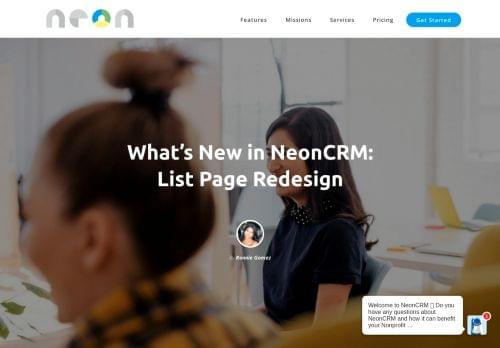 neon
Features
Missions
Services
Pricing
Get Started
What's New in NeonCRM:
List Page Redesign
By Ronnie Gomez
Welcome to NeonCRM Do you
have any questions about
NeonCRM and how it can benefit
your Nonprofit ...
1